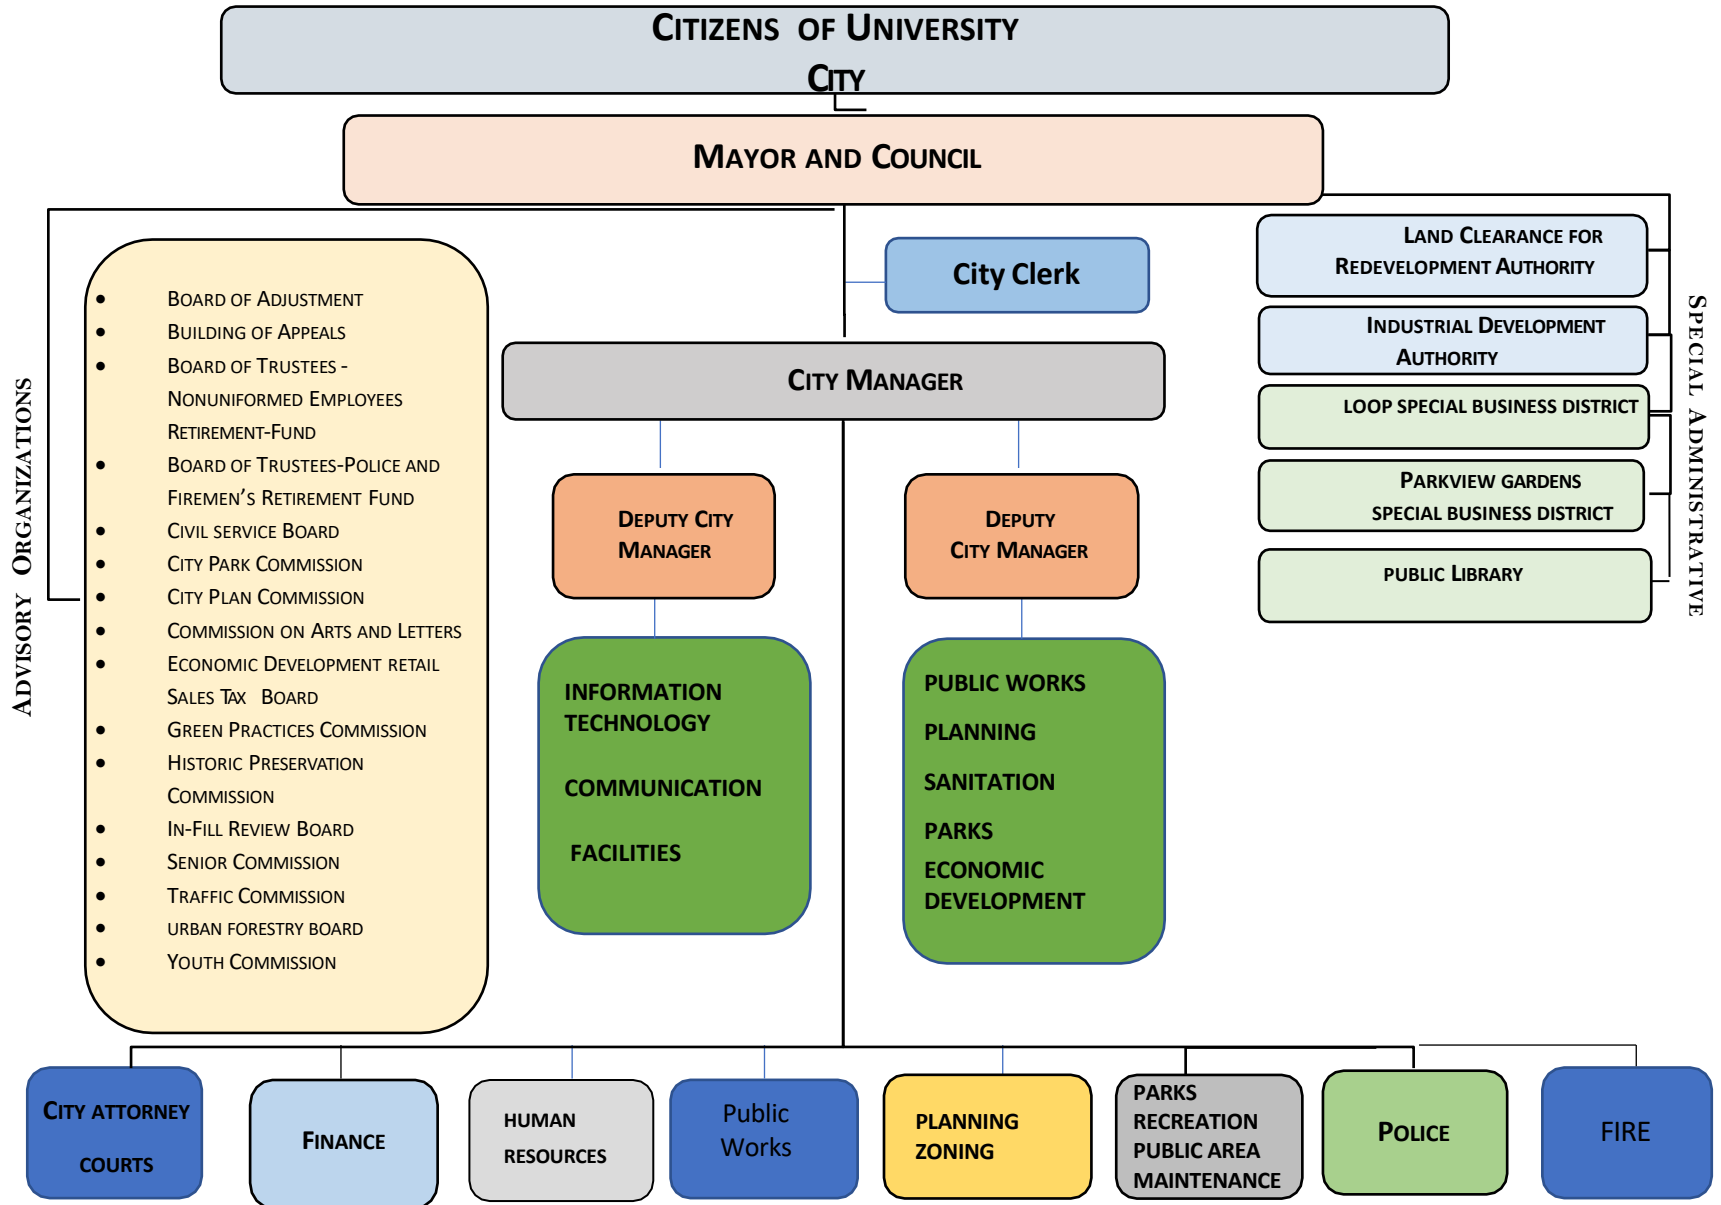 CITIZENS OF UNIVERSITY
CITY
MAYOR AND COUNCIL
ADVISORY ORGANIZATIONS
• BOARD OF ADJUSTMENT
• BUILDING OF APPEALS
• BOARD OF TRUSTEES -
NONUNIFORMED EMPLOYEES
RETIREMENT-FUND
• BOARD OF TRUSTEES-POLICE AND
FIREMEN’S RETIREMENT FUND
• CIVIL SERVICE BOARD
• CITY PARK COMMISSION
• CITY PLAN COMMISSION
• COMMISSION ON ARTS AND LETTERS
• ECONOMIC DEVELOPMENT RETAIL
SALES TAX BOARD
• GREEN PRACTICES COMMISSION
• HISTORIC PRESERVATION
COMMISSION
• IN-FILL REVIEW BOARD
• SENIOR COMMISSION
• TRAFFIC COMMISSION
• URBAN FORESTRY BOARD
• YOUTH COMMISSION
City Clerk
CITY MANAGER
DEPUTY CITY
MANAGER
DEPUTY
CITY MANAGER
INFORMATION
TECHNOLOGY
COMMUNICATION
FACILITIES
PUBLIC WORKS
PLANNING
SANITATION
PARKS
ECONOMIC
DEVELOPMENT
LAND CLEARANCE FOR
REDEVELOPMENT AUTHORITY
INDUSTRIAL DEVELOPMENT
AUTHORITY
LOOP SPECIAL BUSINESS DISTRICT
PARKVIEW GARDENS
SPECIAL BUSINESS DISTRICT
PUBLIC LIBRARY
SPECIAL ADMINISTRATIVE
CITY ATTORNEY
COURTS
FINANCE
HUMAN
RESOURCES
Public
Works
PLANNING
ZONING
PARKS
RECREATION
PUBLIC AREA
MAINTENANCE
POLICE
FIRE